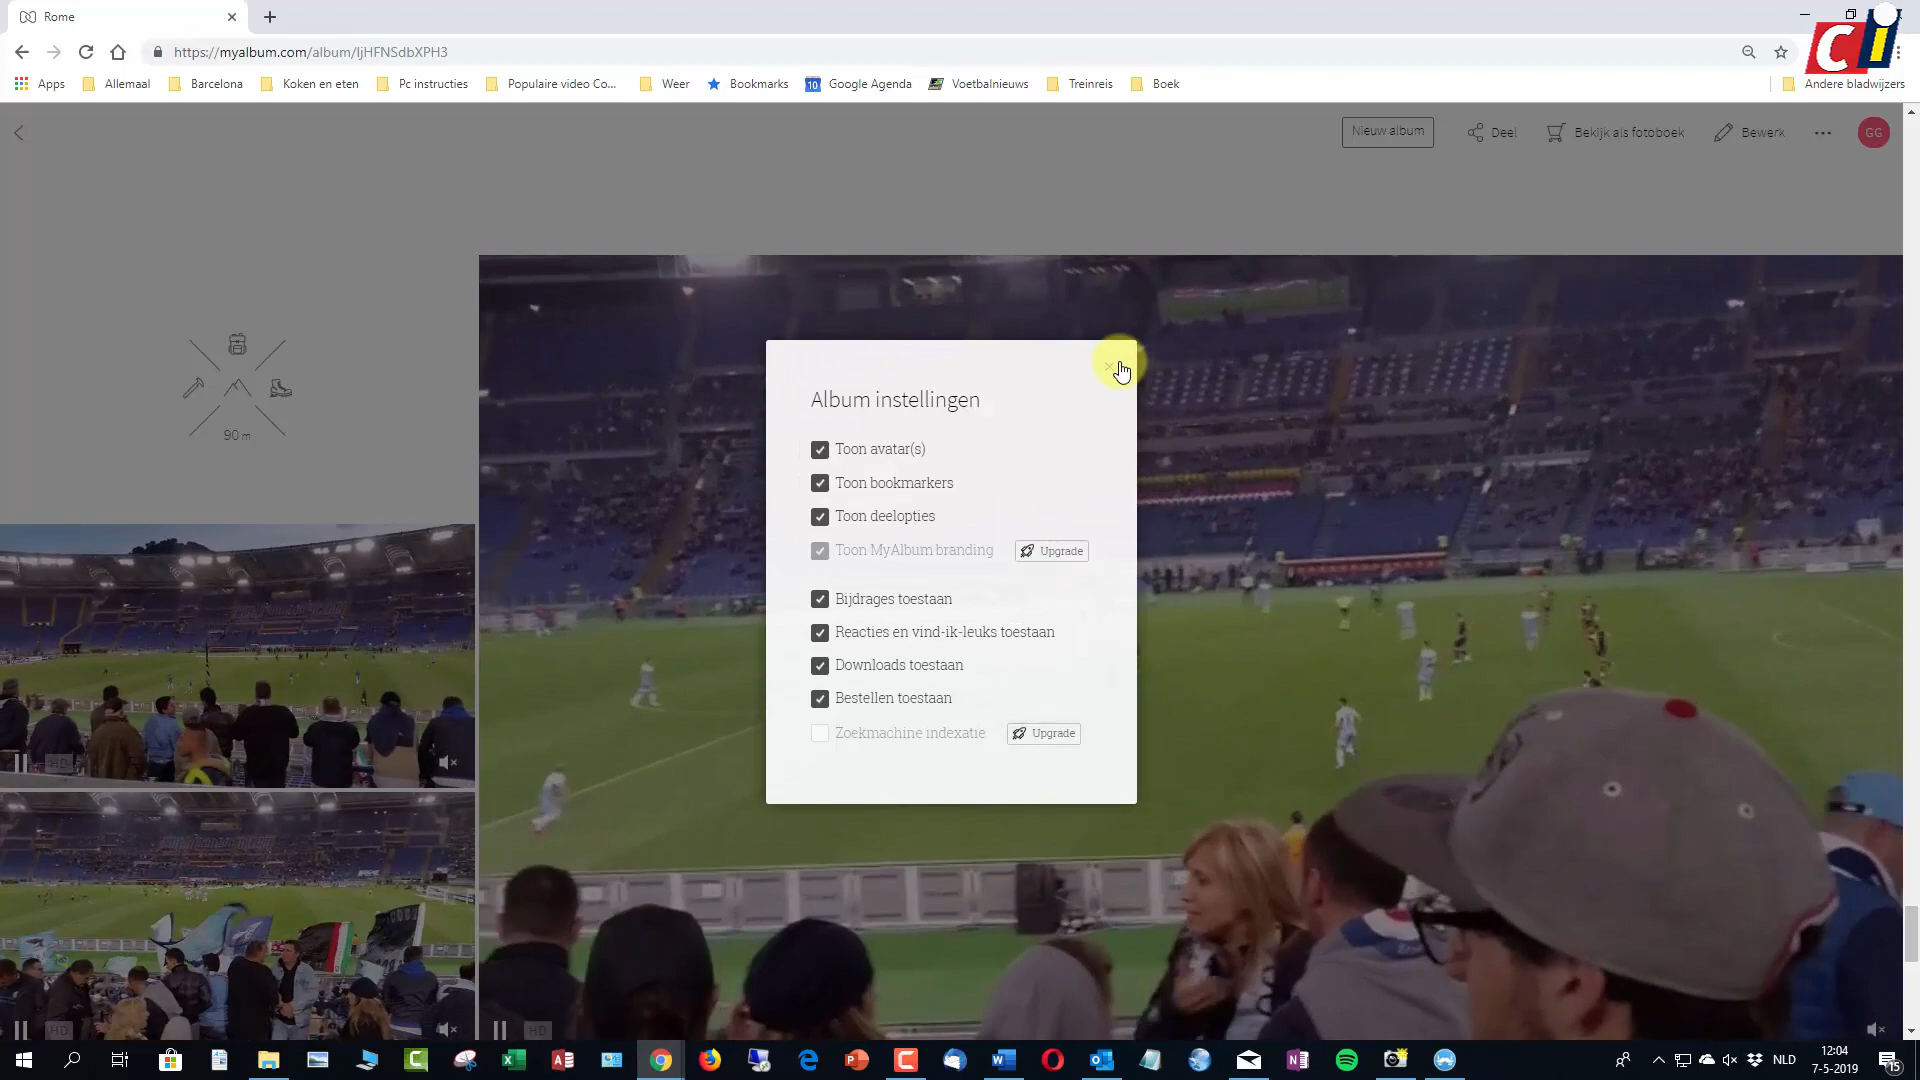 Rome
https://myalbum.com/album/IjHFNSdbXPH3
Ci
Apps
Allemaal
Barcelona
Koken en eten
Pc instructies
Populaire video Co...
Weer
Bookmarks
10
Google Agenda
Voetbalnieuws
Treinreis
Boek
Andere bladwijzers
Nieuw album
Deel
Bekijk als fotoboek
Bewerk
GG
Album instellingen
Toon avatar(s)
Toon bookmarkers
Toon deelopties
Toon MyAlbum branding
Upgrade
Bijdrages toestaan
Reacties en vind-ik-leuks toestaan
Downloads toestaan
Bestellen toestaan
Zoekmachine indexatie
Upgrade
90 m
HD
HD
HD
NLD
12:04
7-5-2019
15